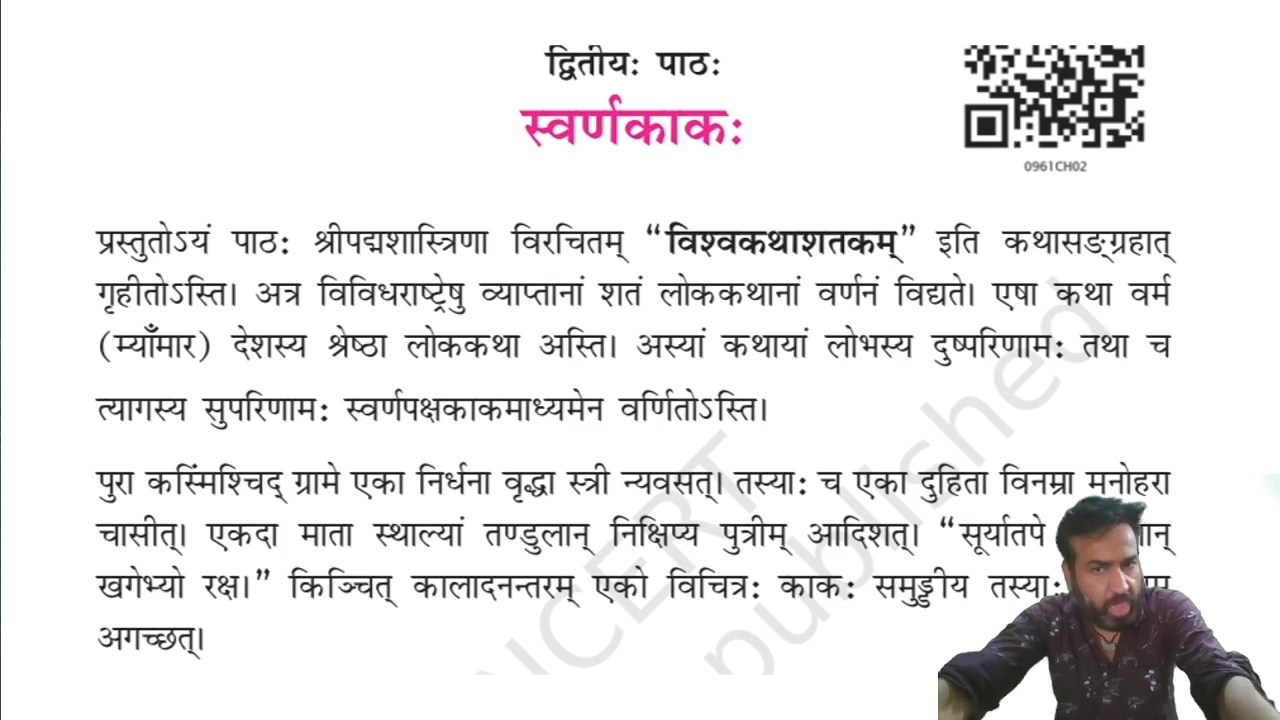 द्वितीयः पाठः
स्वर्णकाकः
0961CH02
प्रस्तुतोऽयं पाठः श्रीपद्मशास्त्रिणा विरचितम् “विश्वकथाशतकम्” इति कथासङ्ग्रहात्
गृहीतोऽस्ति। अत्र विविधराष्ट्रेषु व्याप्तानां शतं लोककथानां वर्णनं विद्यते। एषा कथा वर्म
(म्याँमार) देशस्य श्रेष्ठा लोककथा अस्ति। अस्यां कथायां लोभस्य दुष्परिणामः तथा च
त्यागस्य सुपरिणामः स्वर्णपक्षकाकमाध्यमेन वर्णितोऽस्ति।
पुरा कस्मिंश्चिद् ग्रामे एका निर्धना वृद्धा स्त्री न्यवसत्। तस्याः च एका दुहिता विनम्रा मनोहरा
चासीत्। एकदा माता स्थाल्यां तण्डुलान् निक्षिप्य पुत्रीम् आदिशत्। “सूर्यातपे
खगेभ्यो रक्ष।” किञ्चित् कालादनन्तरम् एको विचित्रः काकः समुड्डीय तस्याः
अगच्छत्।
NCERT
published